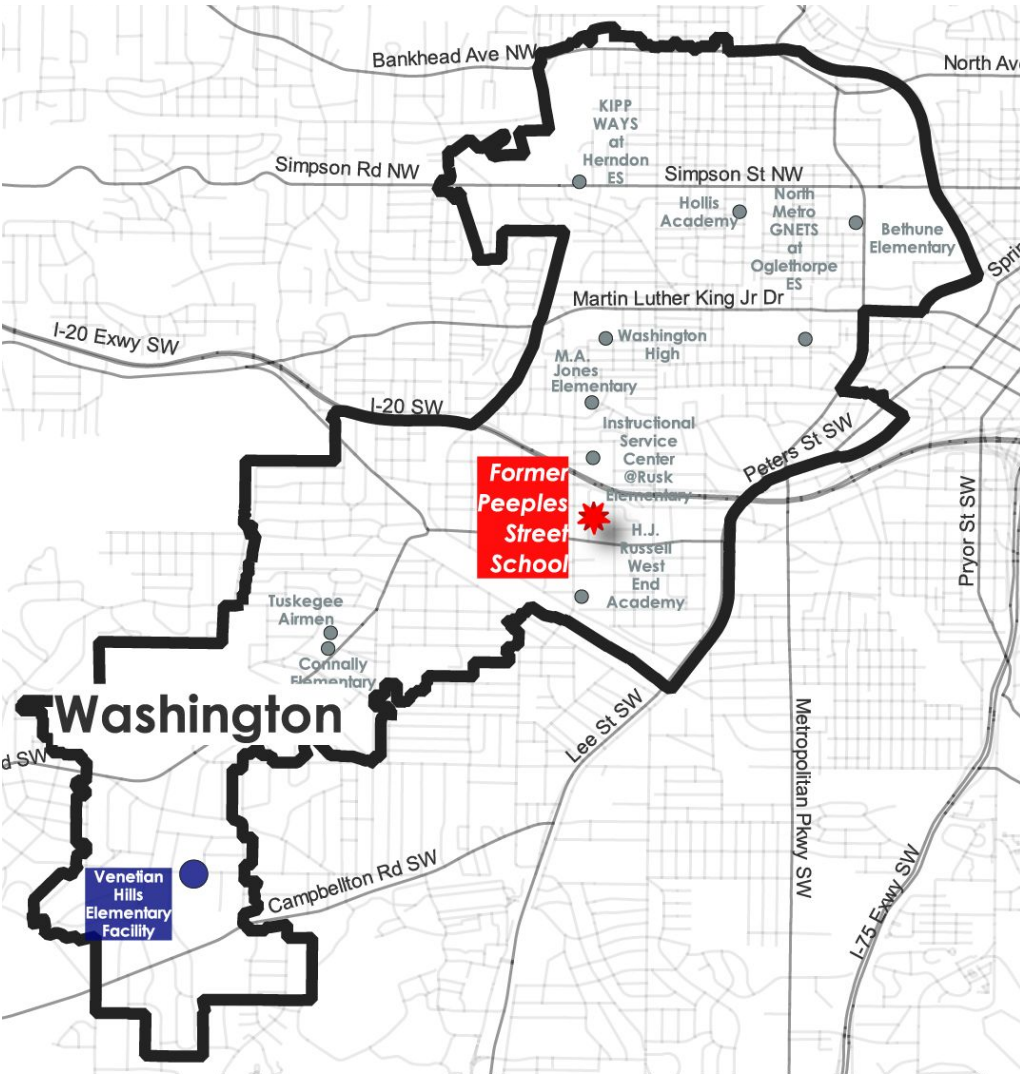 Bankhead Ave NW
North Ave
KIPP
WAYS
at
Herndon
ES
Simpson Rd NW
Simpson St NW
Hollis
Academy
North
Metro
GNETS
at
Oglethorpe
ES
Bethune
Elementary
Martin Luther King Jr Dr
I-20 Exwy SW
Washington
High
M.A.
Jones
Elementary
I-20 SW
Instructional
Service
Center
@Rusk
Elementary
Peters St SW
Former
Peeples
Street
School
H.J.
Russell
West
End
Academy
Pryor St SW
Tuskegee
Airmen
Connally
Elementary
Washington
Lee St SW
Metropolitan Pkwy SW
d SW
Venetian
Hills
Elementary
Facility
Campbellton Rd SW
I-75 Exwy SW